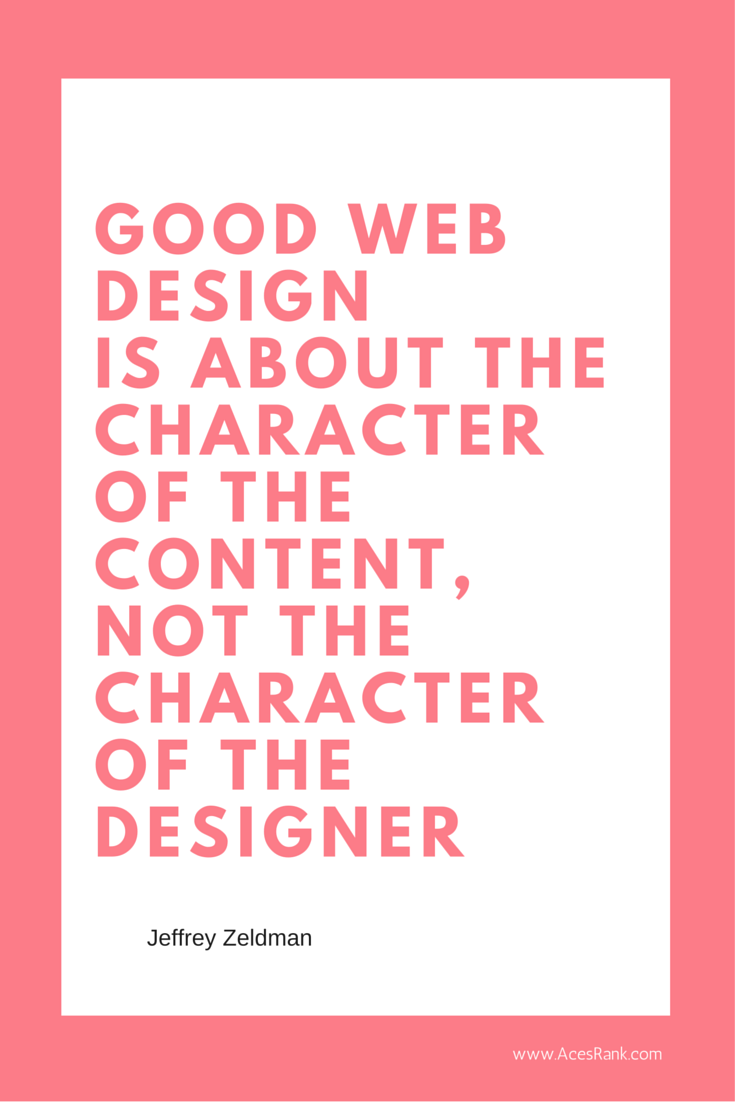 GOOD WEB
DESIGN
IS ABOUT THE
CHARACTER
OF THE
CONTENT,
NOT THE
CHARACTER
OF THE
DESIGNER
Jeffrey Zeldman
www.AcesRank.com